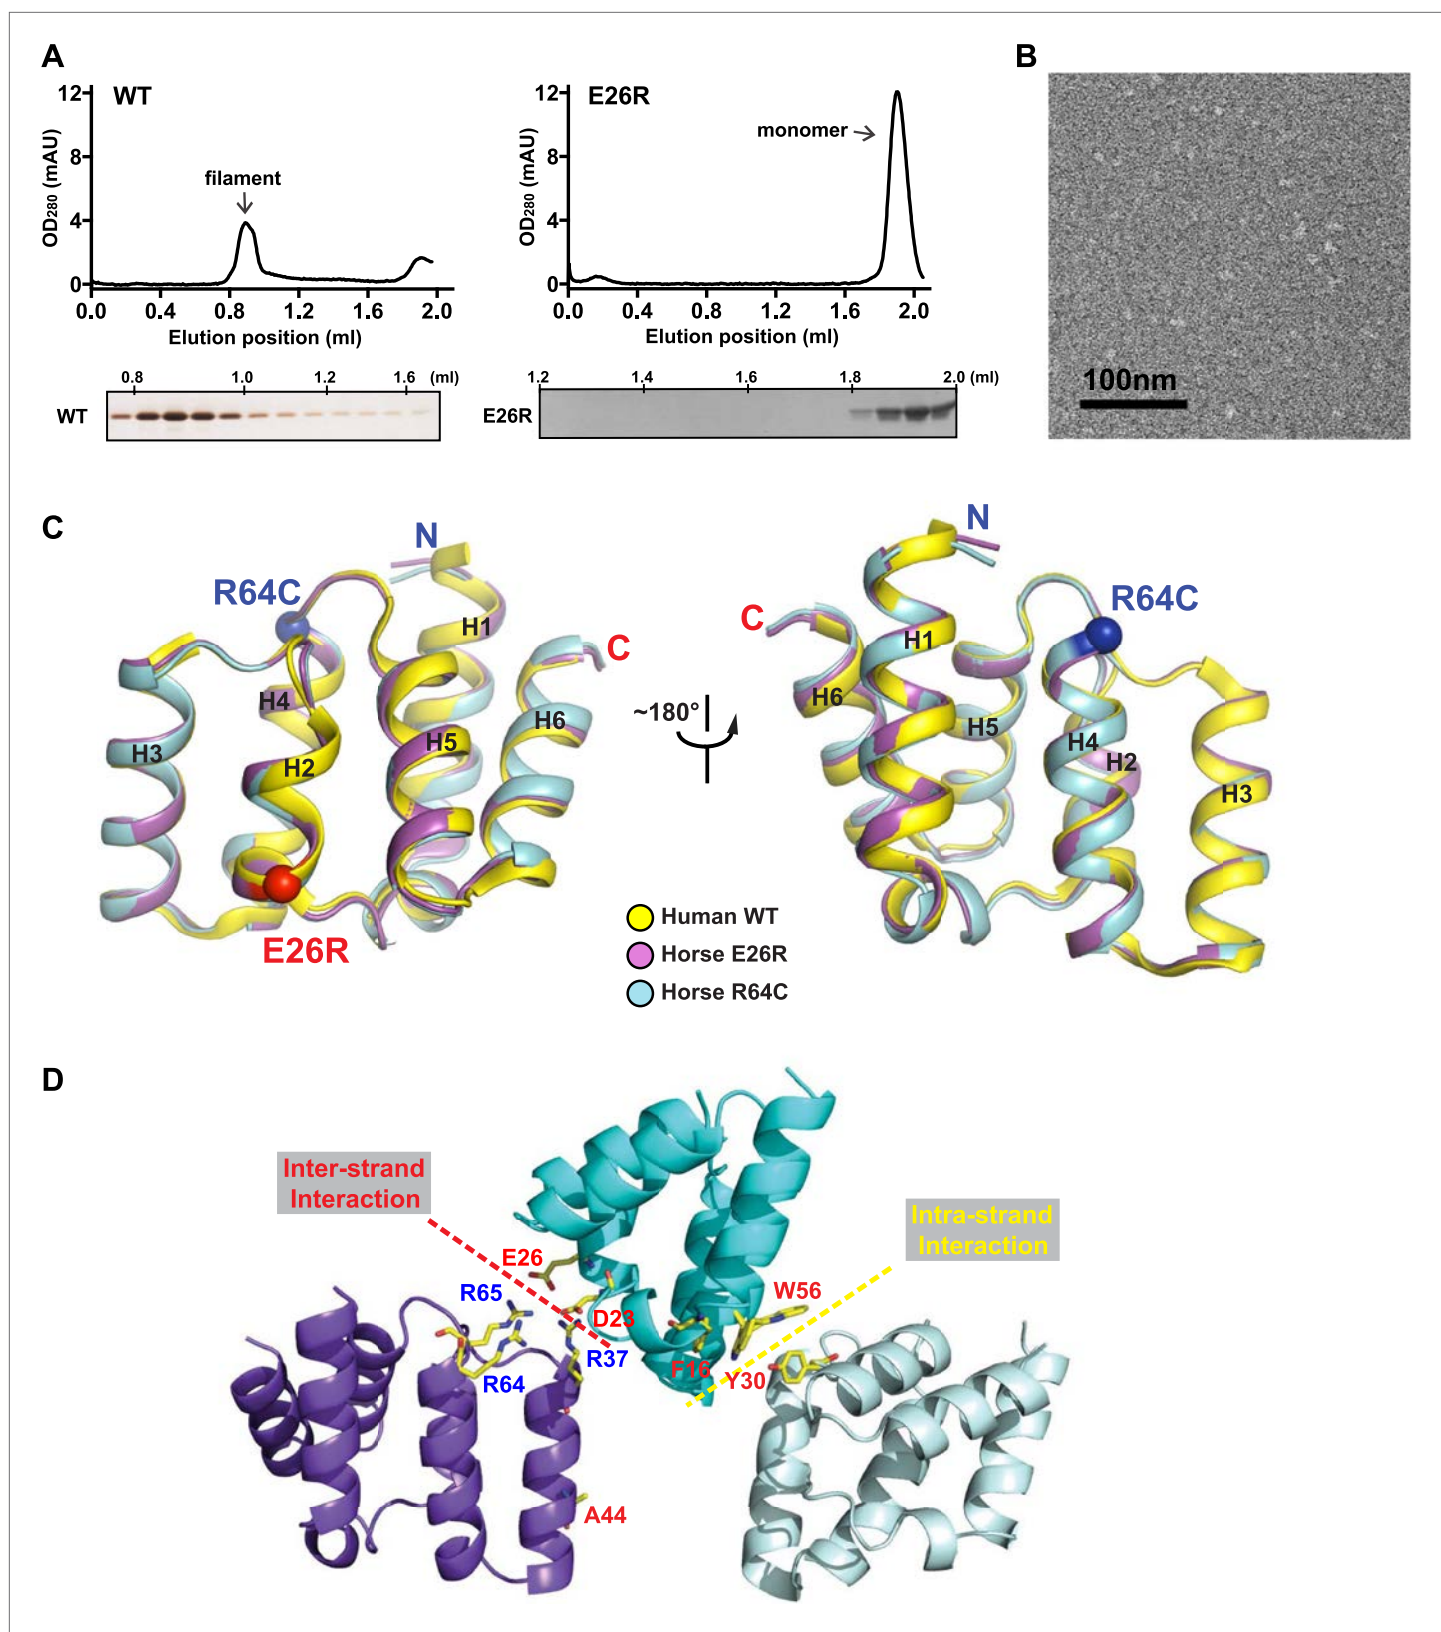 A
WT
12
8
4
0
OD280 (mAU)
filament
0.0 0.4 0.8 1.2 1.6 2.0
Elution position (ml)
0.8 1.0 1.2 1.6 (ml)
WT
E26R
12
8
4
0
OD280 (mAU)
monomer
0.0 0.4 0.8 1.2 1.6 2.0
Elution position (ml)
1.2 1.4 1.6 1.8 2.0 (ml)
E26R
B
100nm
C
N
R64C
H1
C
H4
H6
H3
H2
H5
E26R
~180°
N
C
R64C
H1
H6
H5
H4
H2
H3
Human WT
Horse E26R
Horse R64C
D
Inter-strand
Interaction
Intra-strand
Interaction
E26
R65
D23
W56
R37
F16
Y30
R64
A44